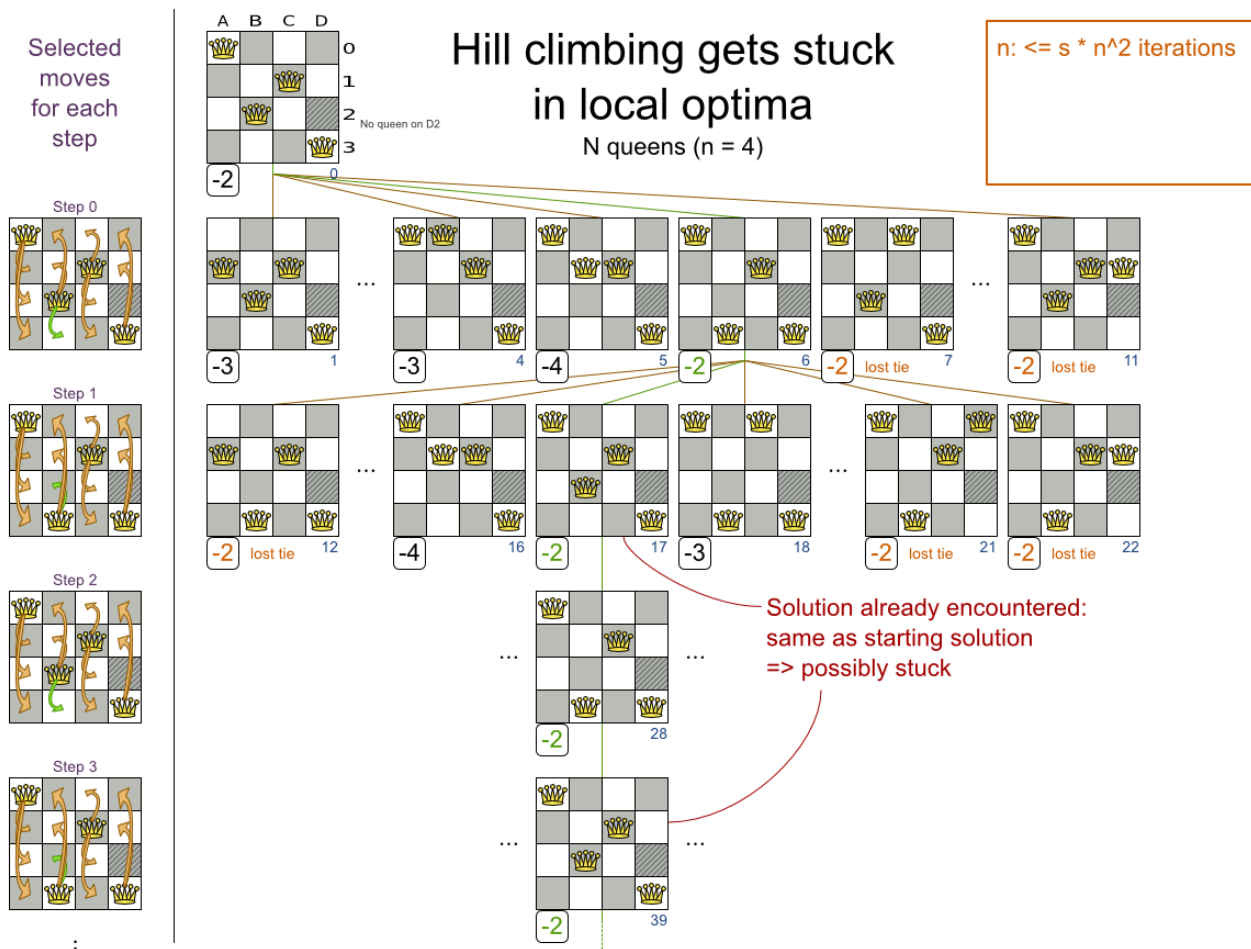 Selected
moves
for each
step
A B C D
0
1
2
3
No queen on D2
-2
0
Hill climbing gets stuck
in local optima
N queens (n = 4)
n: <= s * n^2 iterations
Step 0
...
...
-3
1
-3
4
-4
5
-2
6
-2
lost tie
7
-2
lost tie
11
Step 1
...
...
-2
lost tie
12
-4
16
-2
17
-3
18
-2
lost tie
21
-2
lost tie
22
Step 2
...
...
-2
28
Solution already encountered:
same as starting solution
=> possibly stuck
Step 3
...
...
-2
39
: